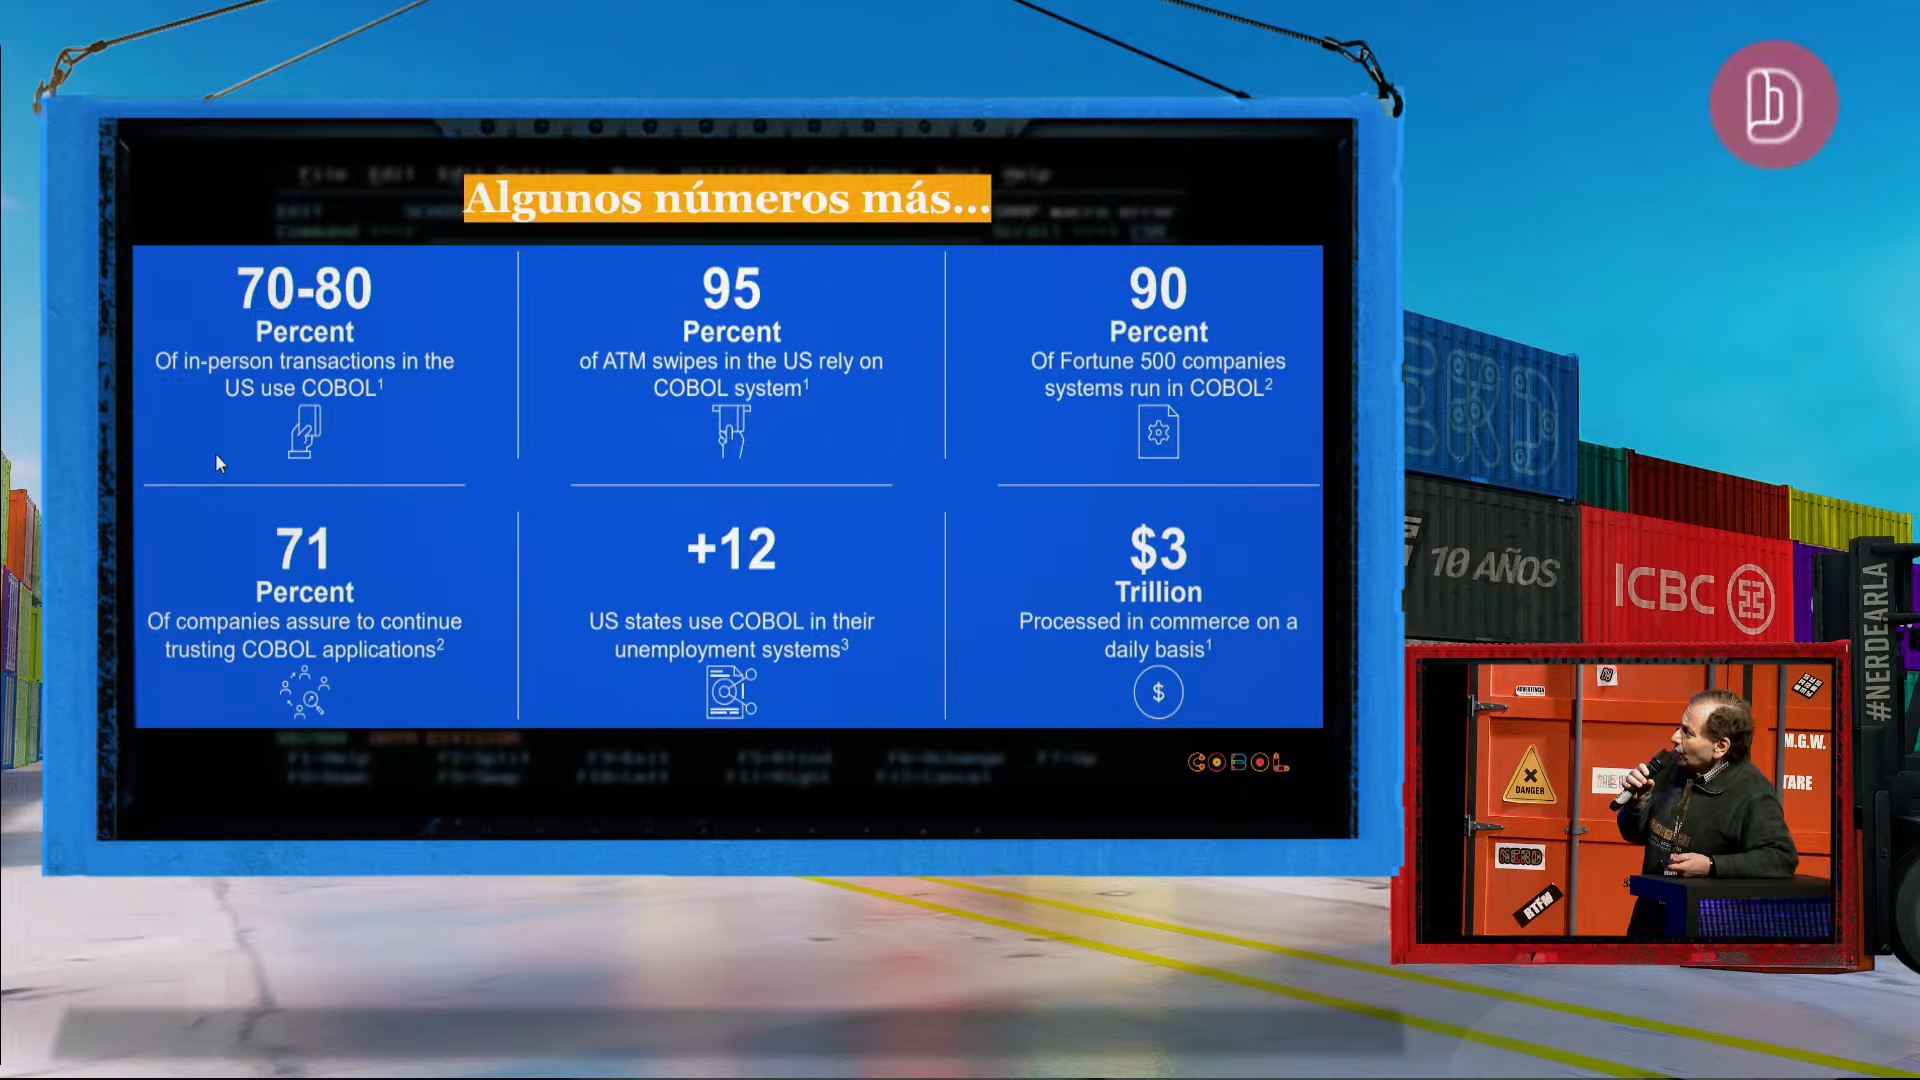 Algunos números más...
70-80
Percent
Of in-person transactions in the
US use COBOL¹
95
Percent
of ATM swipes in the US rely on
COBOL system¹
90
Percent
Of Fortune 500 companies
systems run in COBOL²
71
Percent
Of companies assure to continue
trusting COBOL applications²
+12
US states use COBOL in their
unemployment systems³
$3
Trillion
Processed in commerce on a
daily basis¹
$
COBOL
10 AÑOS
ICBC
#NERDEARLA
ADVERTENCIA
M.G.W.
TARE
DANGER
NERD
RTFM